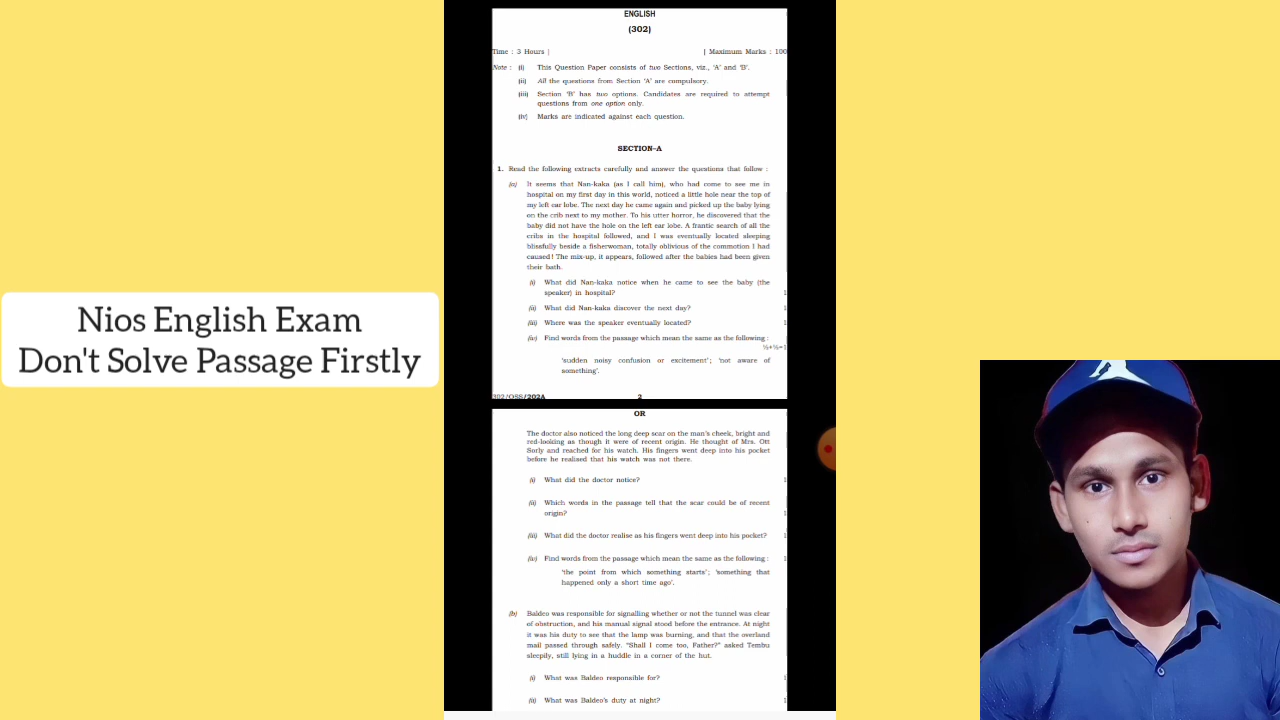 Nios English Exam
Don't Solve Passage Firstly
ENGLISH
(302)
Time : 3 Hours ]
[ Maximum Marks : 100
Note : (i) This Question Paper consists of two Sections, viz., 'A' and 'B'.
(ii) All the questions from Section 'A' are compulsory.
(iii) Section 'B' has two options. Candidates are required to attempt
questions from one option only.
(iv) Marks are indicated against each question.
SECTION–A
1. Read the following extracts carefully and answer the questions that follow :
(a) It seems that Nan-kaka (as I call him), who had come to see me in
hospital on my first day in this world, noticed a little hole near the top of
my left ear lobe. The next day he came again and picked up the baby lying
on the crib next to my mother. To his utter horror, he discovered that the
baby did not have the hole on the left ear lobe. A frantic search of all the
cribs in the hospital followed, and I was eventually located sleeping
blissfully beside a fisherwoman, totally oblivious of the commotion I had
caused! The mix-up, it appears, followed after the babies had been given
their bath.
(i) What did Nan-kaka notice when he came to see the baby (the
speaker) in hospital? 1
(ii) What did Nan-kaka discover the next day? 1
(iii) Where was the speaker eventually located? 1
(iv) Find words from the passage which mean the same as the following :
½+½=1
'sudden noisy confusion or excitement'; 'not aware of
something'.
302/OSS/202A 2
OR
The doctor also noticed the long deep scar on the man's cheek, bright and
red-looking as though it were of recent origin. He thought of Mrs. Ott
Sorly and reached for his watch. His fingers went deep into his pocket
before he realised that his watch was not there.
(i) What did the doctor notice? 1
(ii) Which words in the passage tell that the scar could be of recent
origin? 1
(iii) What did the doctor realise as his fingers went deep into his pocket? 1
(iv) Find words from the passage which mean the same as the following : 1
'the point from which something starts'; 'something that
happened only a short time ago'.
(b) Baldeo was responsible for signalling whether or not the tunnel was clear
of obstruction, and his manual signal stood before the entrance. At night
it was his duty to see that the lamp was burning, and that the overland
mail passed through safely. "Shall I come too, Father?" asked Tembu
sleepily, still lying in a huddle in a corner of the hut.
(i) What was Baldeo responsible for? 1
(ii) What was Baldeo's duty at night? 1